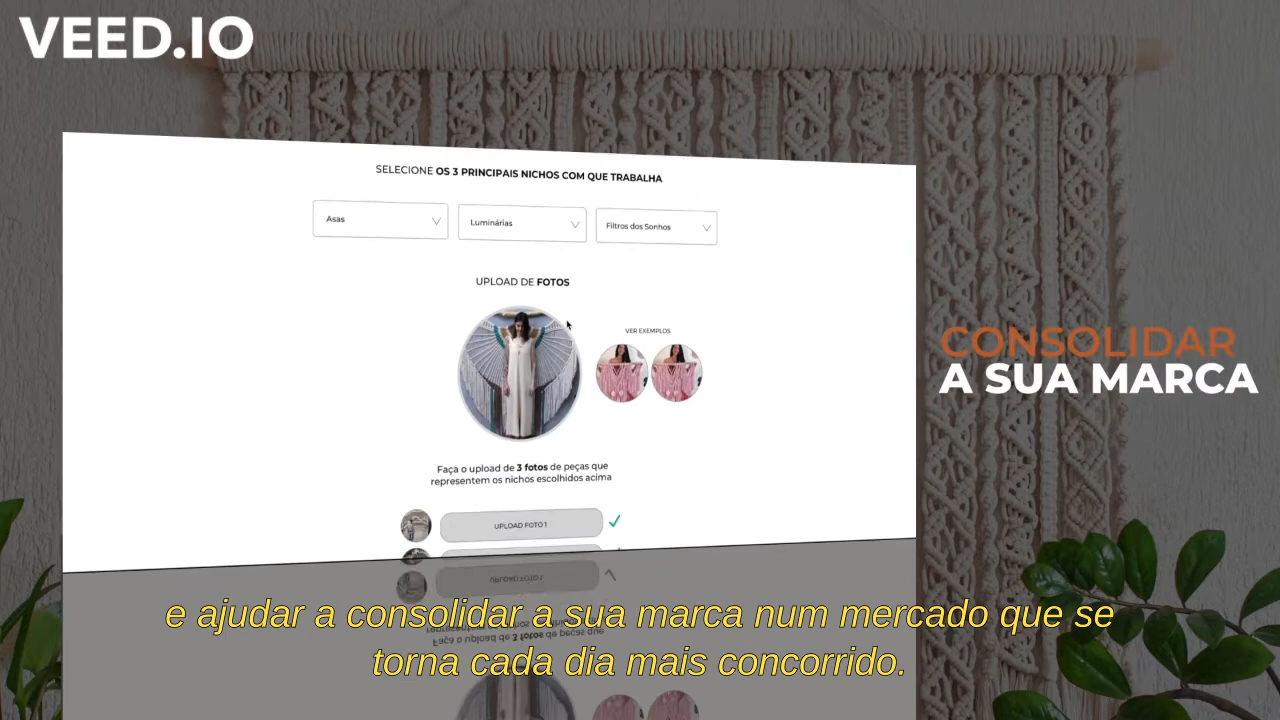 VEED.IO
SELECIONE OS 3 PRINCIPAIS NICHOS COM QUE TRABALHA
Asas
Luminárias
Filtros dos Sonhos
UPLOAD DE FOTOS
VER EXEMPLOS
CONSOLIDAR
A SUA MARCA
Faça o upload de 3 fotos de peças que
representem os nichos escolhidos acima
UPLOAD FOTO 1
e ajudar a consolidar a sua marca num mercado que se
torna cada dia mais concorrido.